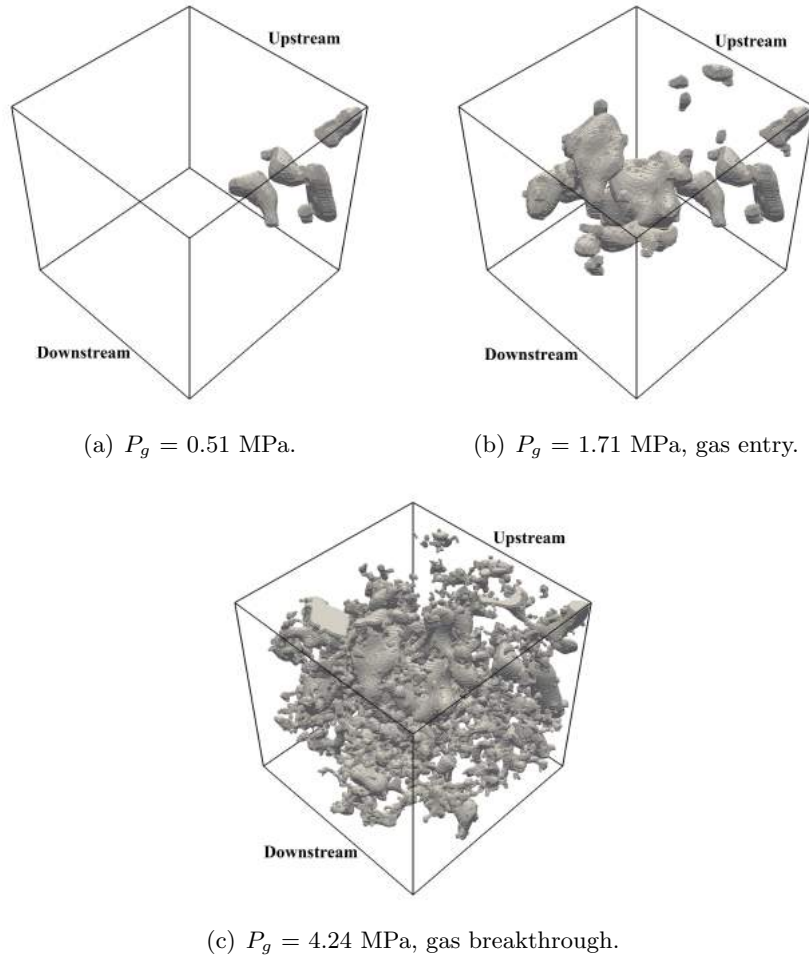 Upstream
Upstream
Downstream
Downstream
(a) P_g = 0.51 MPa.
(b) P_g = 1.71 MPa, gas entry.
Upstream
Downstream
(c) P_g = 4.24 MPa, gas breakthrough.